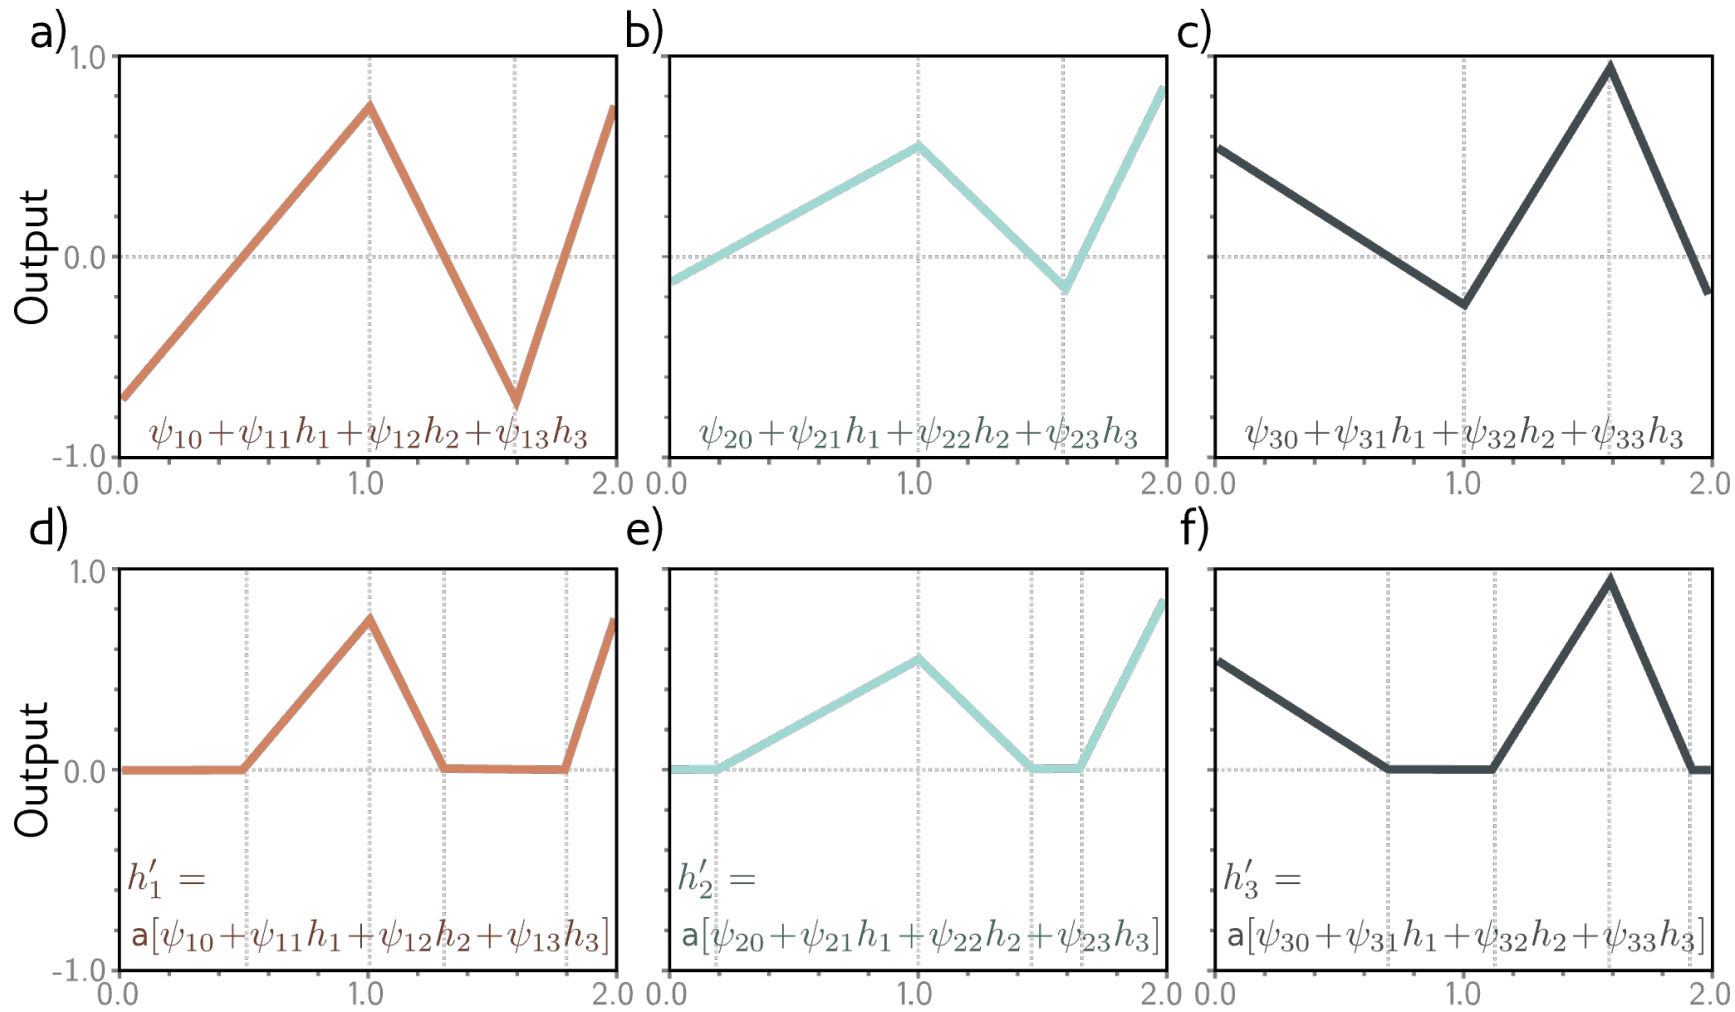 a) b) c)
1.0
Output
0.0
-1.0
ψ₁₀+ψ₁₁h₁+ψ₁₂h₂+ψ₁₃h₃
ψ₂₀+ψ₂₁h₁+ψ₂₂h₂+ψ₂₃h₃
ψ₃₀+ψ₃₁h₁+ψ₃₂h₂+ψ₃₃h₃
0.0 1.0 2.0 0.0 1.0 2.0 0.0 1.0 2.0
d) e) f)
1.0
Output
0.0
-1.0
h′₁ =
a[ψ₁₀+ψ₁₁h₁+ψ₁₂h₂+ψ₁₃h₃]
h′₂ =
a[ψ₂₀+ψ₂₁h₁+ψ₂₂h₂+ψ₂₃h₃]
h′₃ =
a[ψ₃₀+ψ₃₁h₁+ψ₃₂h₂+ψ₃₃h₃]
0.0 1.0 2.0 0.0 1.0 2.0 0.0 1.0 2.0